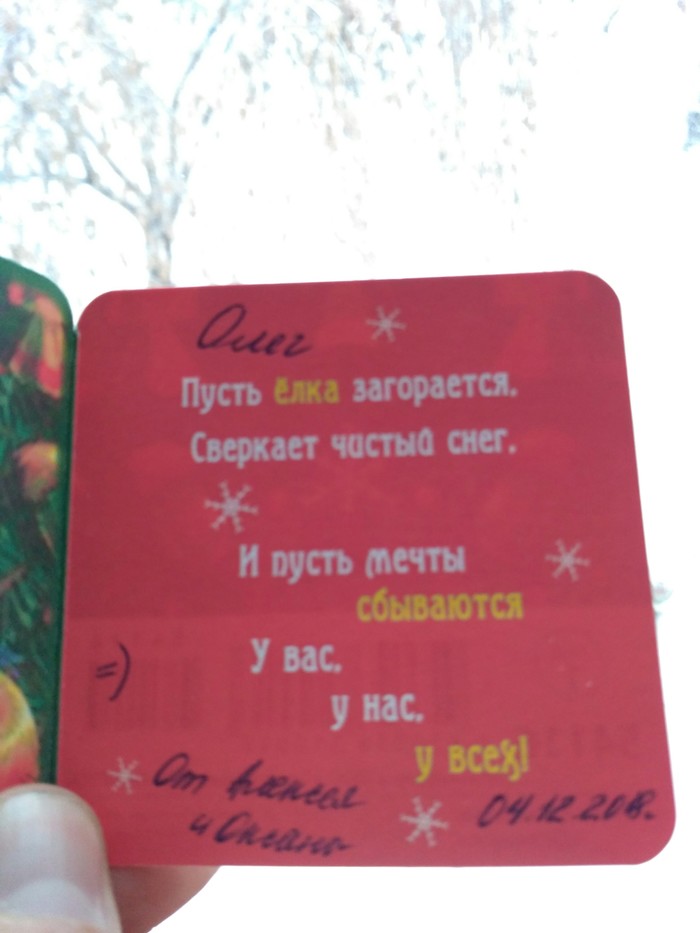 Олег
Пусть ёлка загорается.
Сверкает чистый снег.
И пусть мечты
сбываются
У вас,
=)
у нас,
у всех!
От Алексея
и Оксаны
04.12.2018.